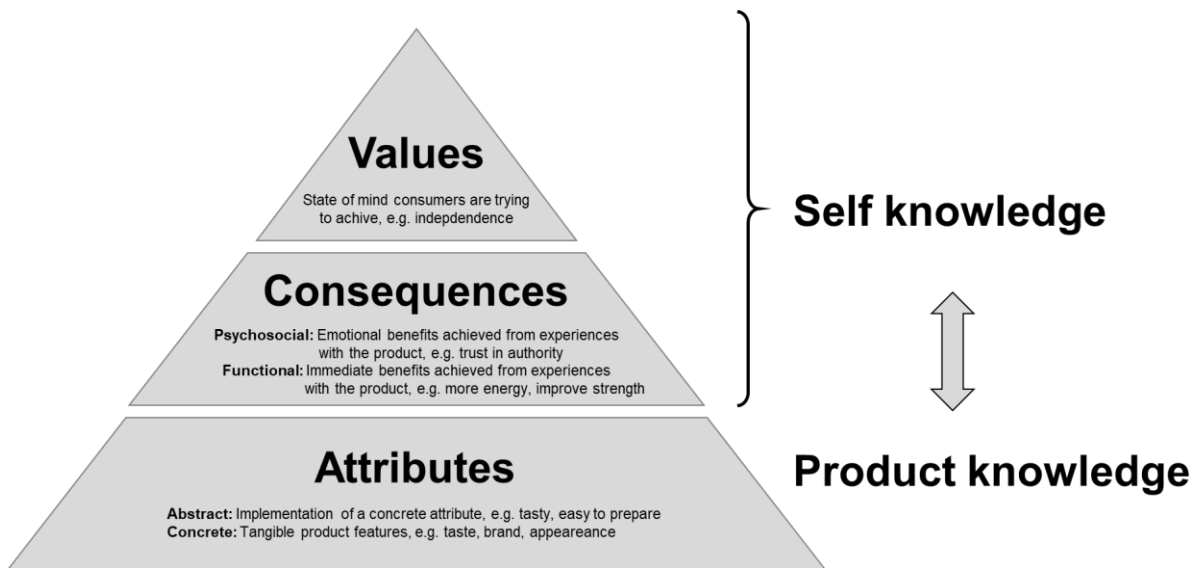 Values
State of mind consumers are trying
to achive, e.g. indepdendence
Consequences
Psychosocial: Emotional benefits achieved from experiences
with the product, e.g. trust in authority
Functional: Immediate benefits achieved from experiences
with the product, e.g. more energy, improve strength
Attributes
Abstract: Implementation of a concrete attribute, e.g. tasty, easy to prepare
Concrete: Tangible product features, e.g. taste, brand, appeareance
Self knowledge
Product knowledge